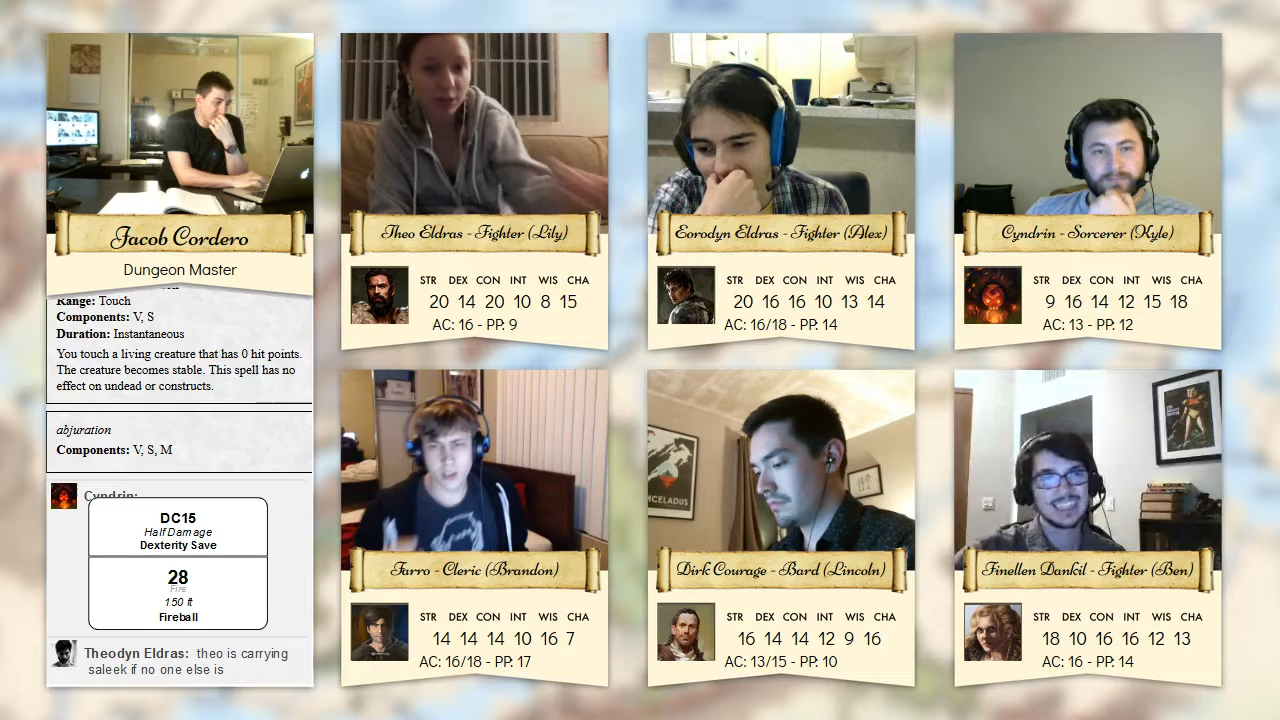 Jacob Cordero
Dungeon Master
Range: Touch
Components: V, S
Duration: Instantaneous
You touch a living creature that has 0 hit points.
The creature becomes stable. This spell has no
effect on undead or constructs.
abjuration
Components: V, S, M
Cyndrin:
DC15
Half Damage
Dexterity Save
28
Fire
150 ft
Fireball
Theodyn Eldras: theo is carrying
saleek if no one else is
Theo Eldras - Fighter (Lily)
STR DEX CON INT WIS CHA
20 14 20 10 8 15
AC: 16 - PP: 9
Eorodyn Eldras - Fighter (Alex)
STR DEX CON INT WIS CHA
20 16 16 10 13 14
AC: 16/18 - PP: 14
Cyndrin - Sorcerer (Kyle)
STR DEX CON INT WIS CHA
9 16 14 12 15 18
AC: 13 - PP: 12
Farro - Cleric (Brandon)
STR DEX CON INT WIS CHA
14 14 14 10 16 7
AC: 16/18 - PP: 17
NCELADUS
Dirk Courage - Bard (Lincoln)
STR DEX CON INT WIS CHA
16 14 14 12 9 16
AC: 13/15 - PP: 10
Finellen Dankil - Fighter (Ben)
STR DEX CON INT WIS CHA
18 10 16 16 12 13
AC: 16 - PP: 14